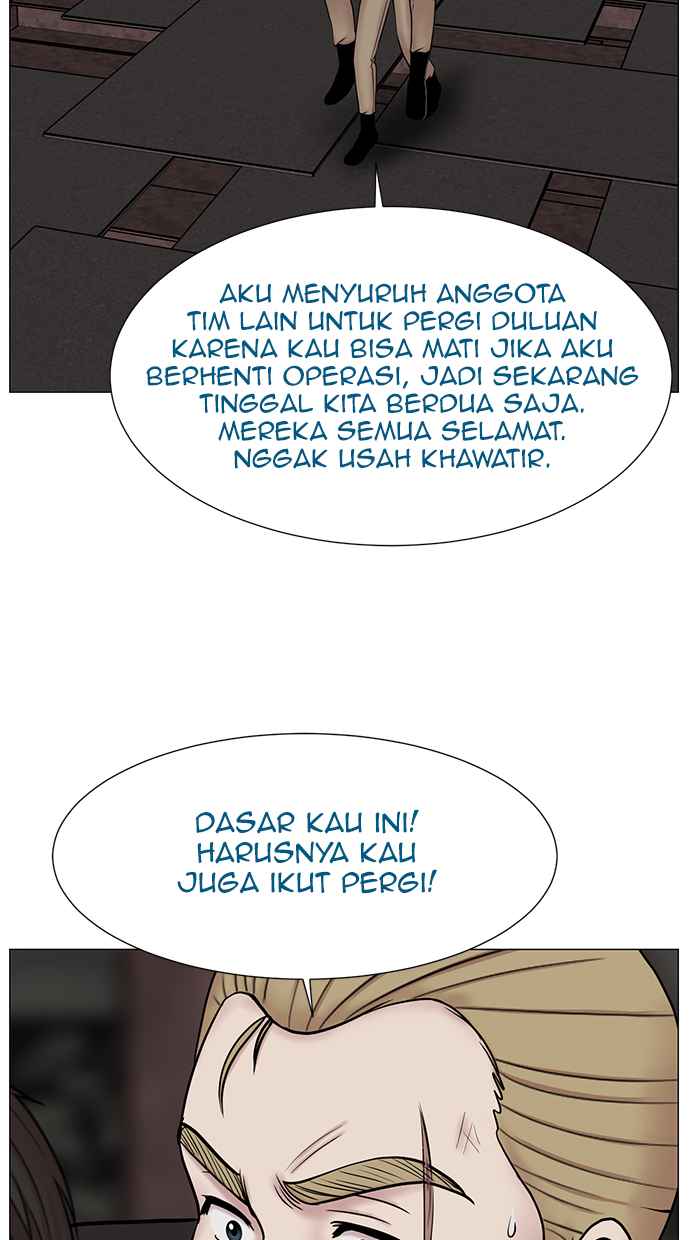 AKU MENYURUH ANGGOTA
TIM LAIN UNTUK PERGI DULUAN
KARENA KAU BISA MATI JIKA AKU
BERHENTI OPERASI, JADI SEKARANG
TINGGAL KITA BERDUA SAJA.
MEREKA SEMUA SELAMAT.
NGGAK USAH KHAWATIR.
DASAR KAU INI!
HARUSNYA KAU
JUGA IKUT PERGI!